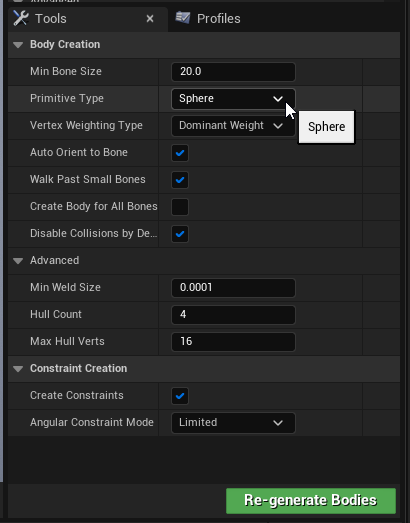 Tools
Profiles
Body Creation
Min Bone Size 20.0
Primitive Type Sphere
Vertex Weighting Type Dominant Weight
Sphere
Auto Orient to Bone
Walk Past Small Bones
Create Body for All Bones
Disable Collisions by De...
Advanced
Min Weld Size 0.0001
Hull Count 4
Max Hull Verts 16
Constraint Creation
Create Constraints
Angular Constraint Mode Limited
Re-generate Bodies